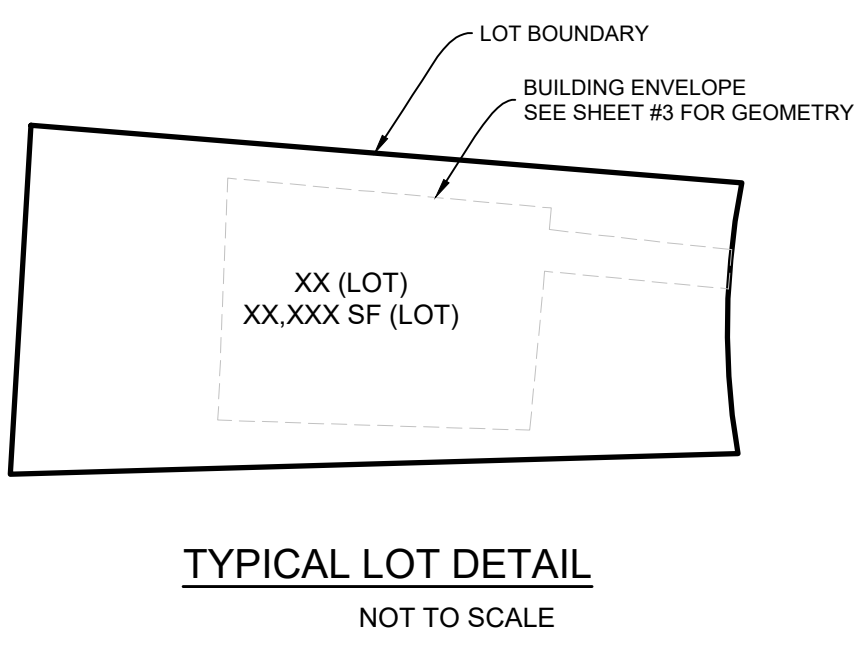 LOT BOUNDARY
BUILDING ENVELOPE
SEE SHEET #3 FOR GEOMETRY
XX (LOT)
XX,XXX SF (LOT)
TYPICAL LOT DETAIL
NOT TO SCALE